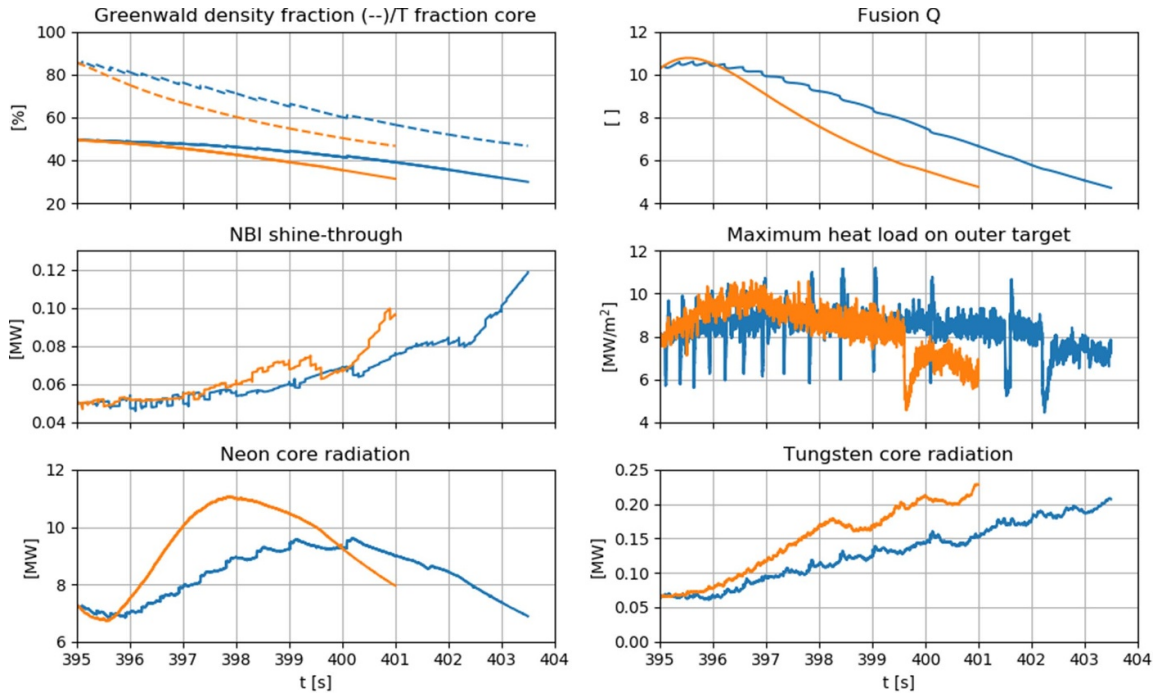 Greenwald density fraction (--)/T fraction core
100
80
60
40
20
[%]
Fusion Q
12
10
8
6
4
[ ]
NBI shine-through
0.12
0.10
0.08
0.06
0.04
[MW]
Maximum heat load on outer target
12
10
8
6
4
[MW/m²]
Neon core radiation
12
10
8
6
[MW]
395 396 397 398 399 400 401 402 403 404
t [s]
Tungsten core radiation
0.25
0.20
0.15
0.10
0.05
0.00
[MW]
395 396 397 398 399 400 401 402 403 404
t [s]